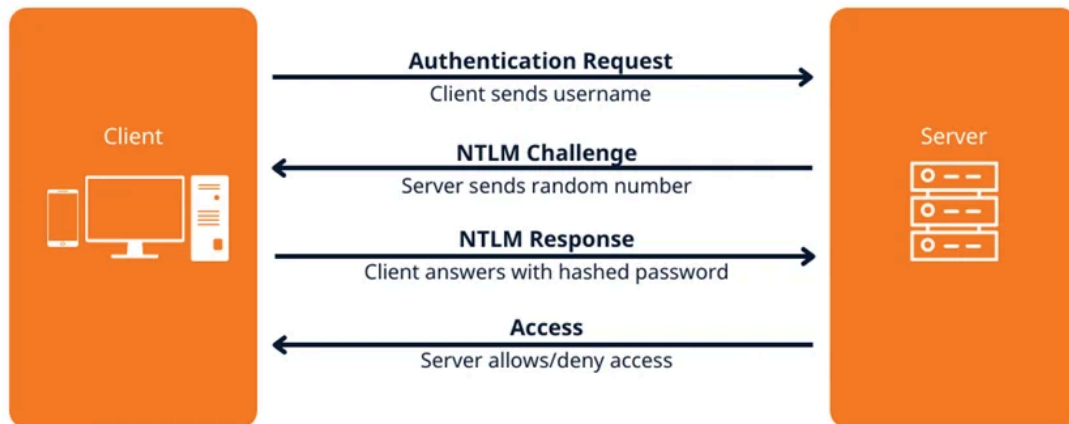 Authentication Request
Client sends username
Client
Server
NTLM Challenge
Server sends random number
NTLM Response
Client answers with hashed password
Access
Server allows/deny access